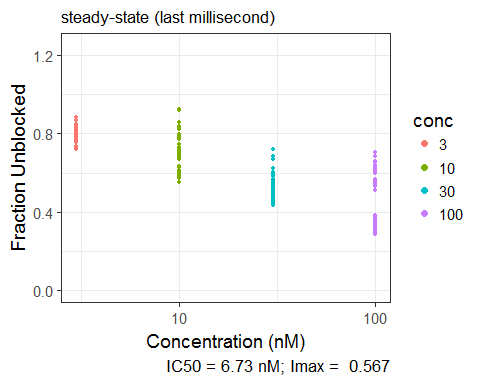 steady-state (last millisecond)
Fraction Unblocked
1.2
0.8
0.4
0.0
10
100
Concentration (nM)
IC50 = 6.73 nM; Imax =  0.567
conc
3
10
30
100